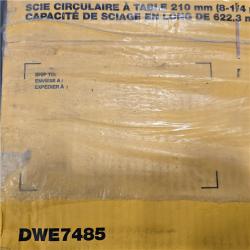 SCIE CIRCULAIRE À TABLE 210 mm (8-1/4
CAPACITÉ DE SCIAGE EN LONG DE 622.3 m
SHIP TO:
ENVIAR A:
EXPÉDIER À:
DWE7485